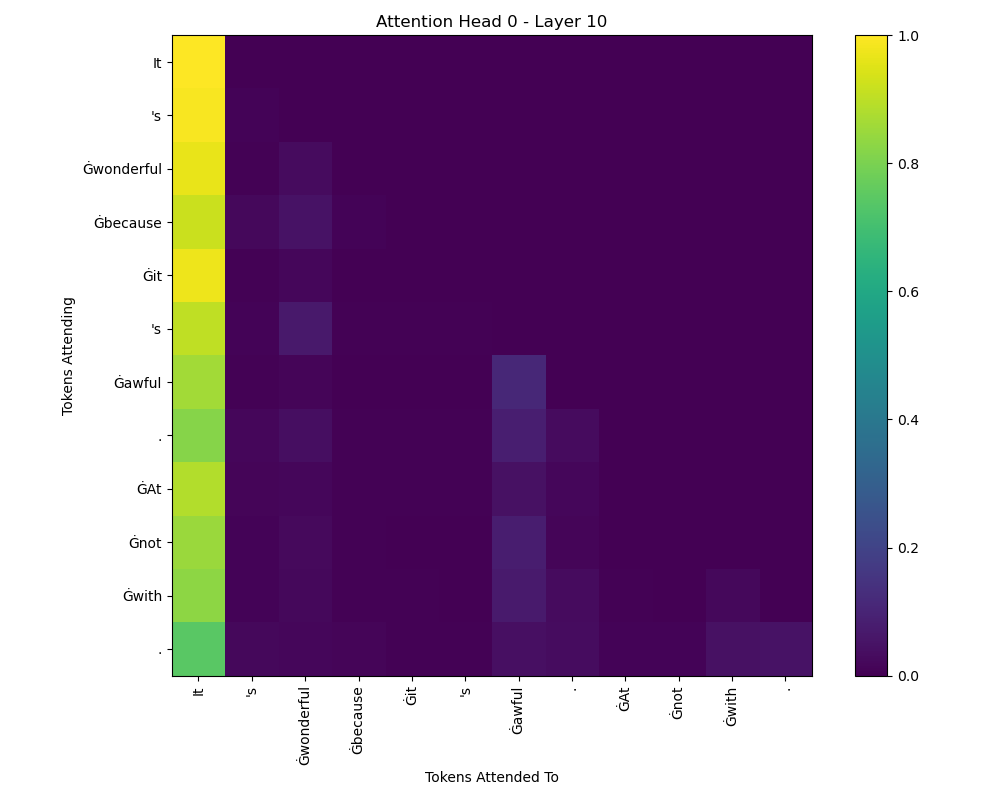 Attention Head 0 - Layer 10
Tokens Attending
It
's
Ġwonderful
Ġbecause
Ġit
's
Ġawful
.
ĠAt
Ġnot
Ġwith
.
It
's
Ġwonderful
Ġbecause
Ġit
's
Ġawful
.
ĠAt
Ġnot
Ġwith
.
Tokens Attended To
1.0
0.8
0.6
0.4
0.2
0.0